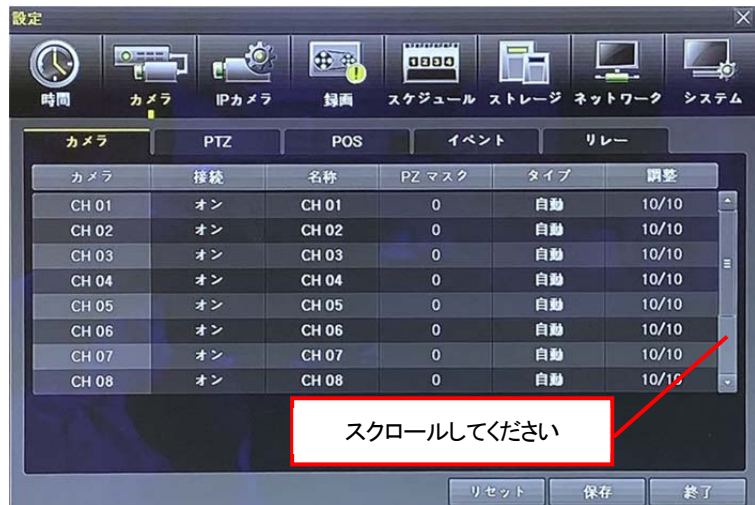 設定
時間 カメラ IPカメラ 録画 スケジュール ストレージ ネットワーク システム
カメラ PTZ POS イベント リレー
カメラ 接続 名称 PZ マスク タイプ 調整
CH 01 オン CH 01 0 自動 10/10
CH 02 オン CH 02 0 自動 10/10
CH 03 オン CH 03 0 自動 10/10
CH 04 オン CH 04 0 自動 10/10
CH 05 オン CH 05 0 自動 10/10
CH 06 オン CH 06 0 自動 10/10
CH 07 オン CH 07 0 自動 10/10
CH 08 オン CH 08 0 自動 10/10
スクロールしてください
リセット 保存 終了